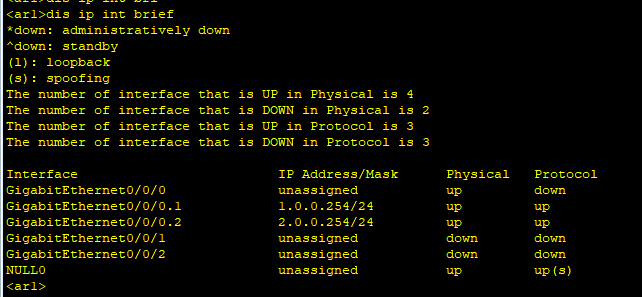 <arl>dis ip int bri
<arl>dis ip int brief
*down: administratively down
^down: standby
(l): loopback
(s): spoofing
The number of interface that is UP in Physical is 4
The number of interface that is DOWN in Physical is 2
The number of interface that is UP in Protocol is 3
The number of interface that is DOWN in Protocol is 3
Interface IP Address/Mask Physical Protocol
GigabitEthernet0/0/0 unassigned up down
GigabitEthernet0/0/0.1 1.0.0.254/24 up up
GigabitEthernet0/0/0.2 2.0.0.254/24 up up
GigabitEthernet0/0/1 unassigned down down
GigabitEthernet0/0/2 unassigned down down
NULL0 unassigned up up(s)
<arl>